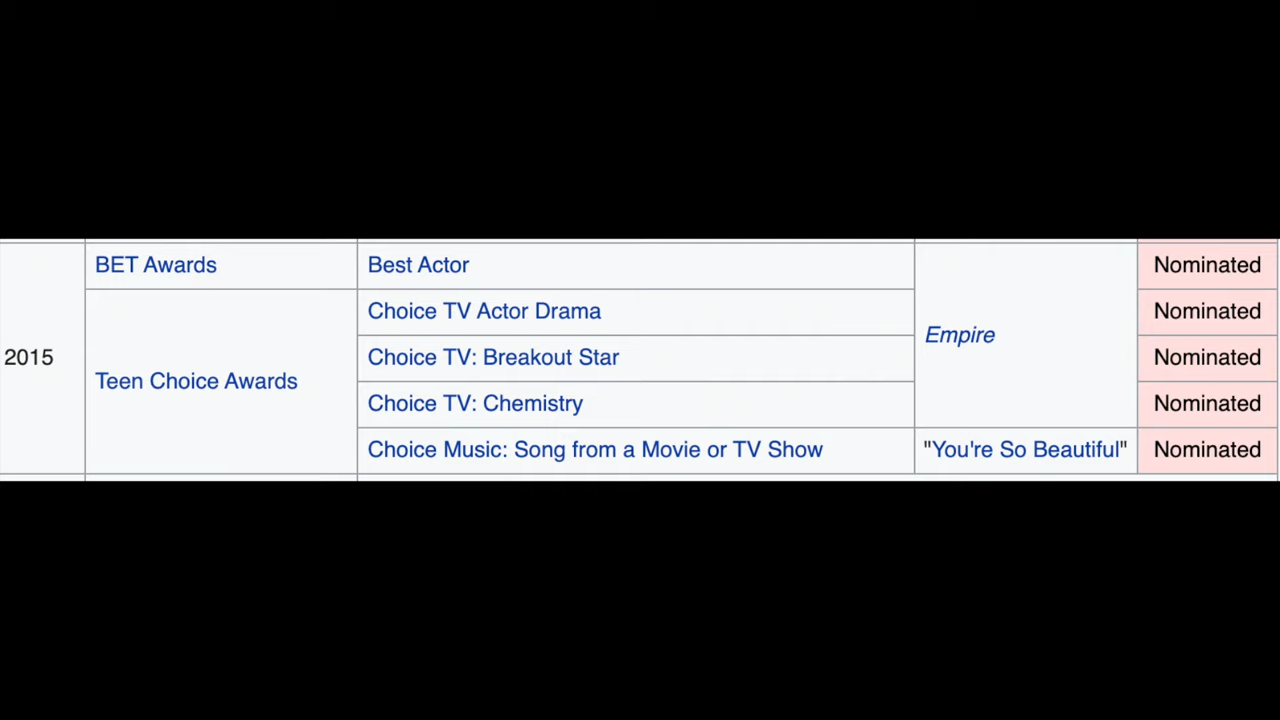 BET Awards Best Actor Nominated
Choice TV Actor Drama Nominated
Empire
2015 Choice TV: Breakout Star Nominated
Teen Choice Awards
Choice TV: Chemistry Nominated
Choice Music: Song from a Movie or TV Show "You're So Beautiful" Nominated